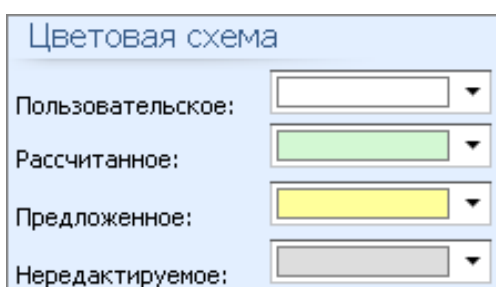 Цветовая схема
Пользовательское:
Рассчитанное:
Предложенное:
Нередактируемое: